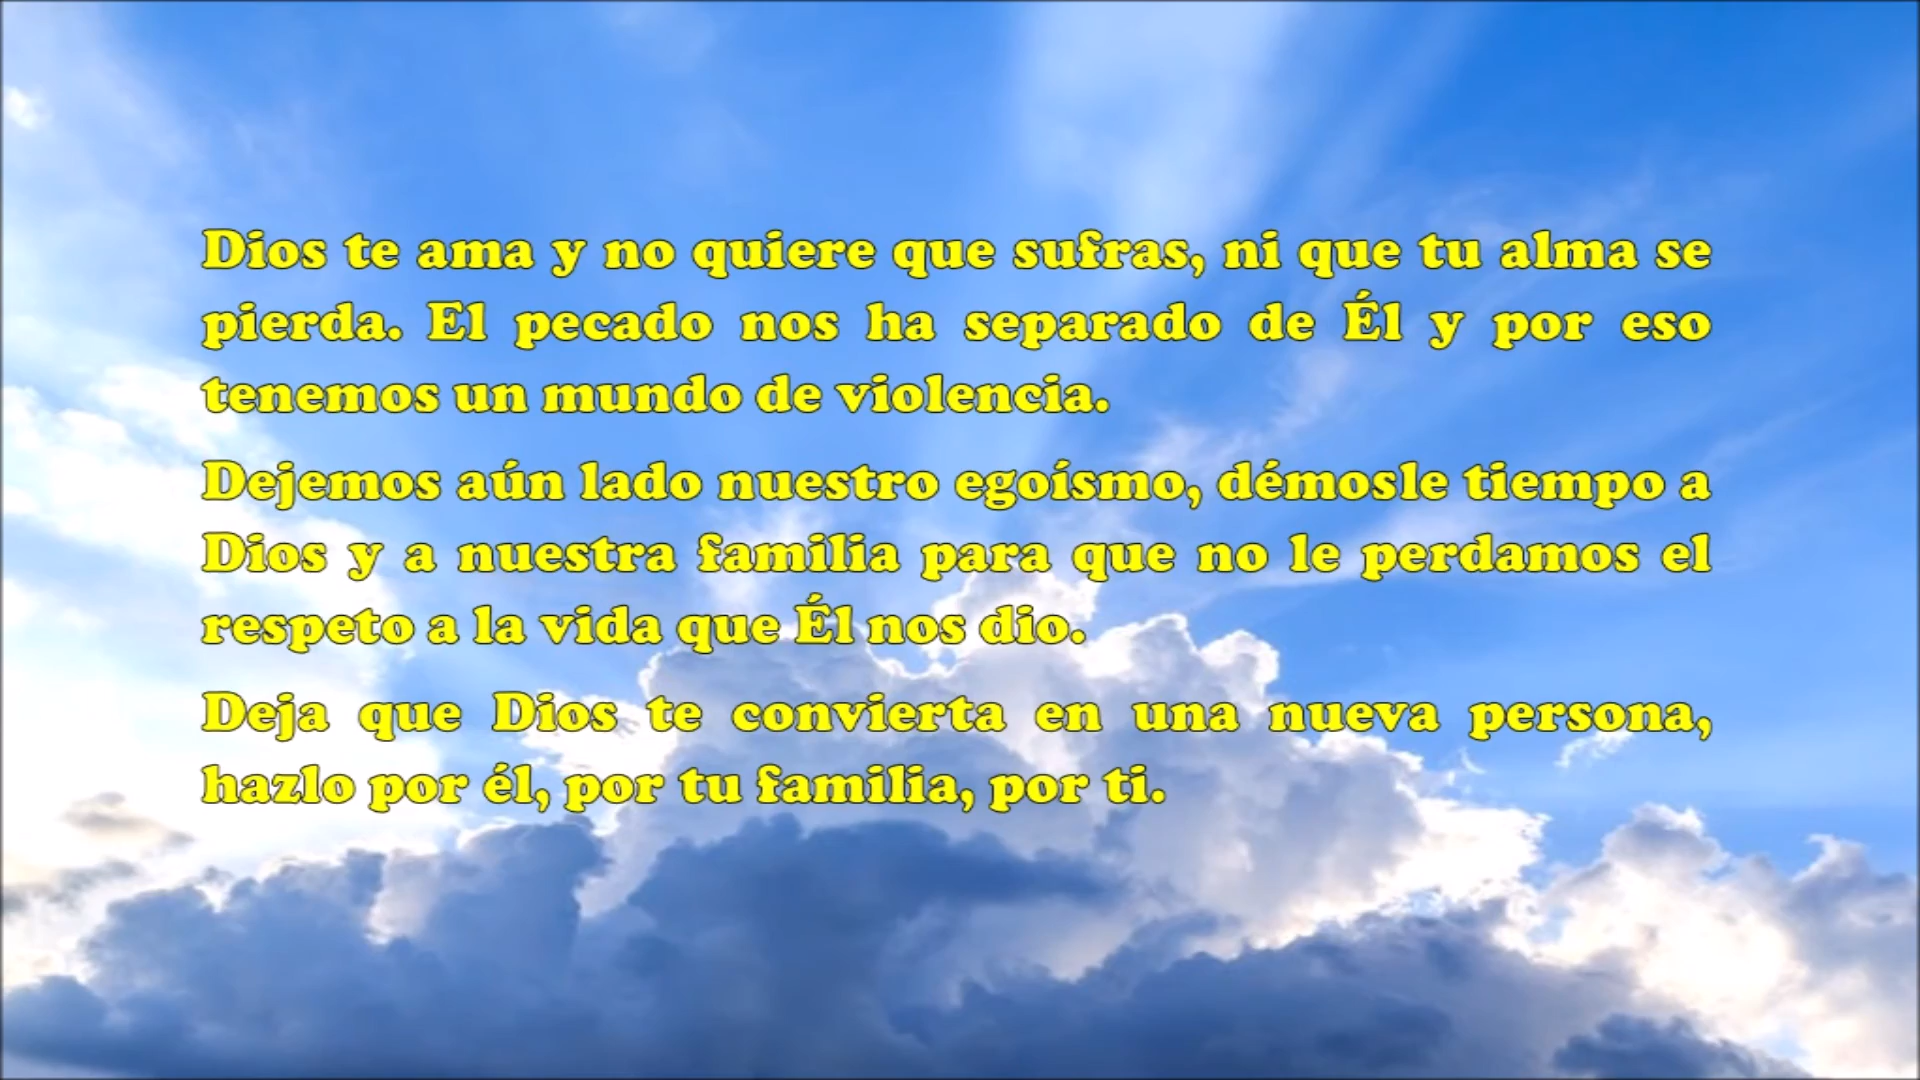 Dios te ama y no quiere que sufras, ni que tu alma se
pierda. El pecado nos ha separado de Él y por eso
tenemos un mundo de violencia.
Dejemos aún lado nuestro egoísmo, démosle tiempo a
Dios y a nuestra familia para que no le perdamos el
respeto a la vida que Él nos dio.
Deja que Dios te convierta en una nueva persona,
hazlo por él, por tu familia, por ti.